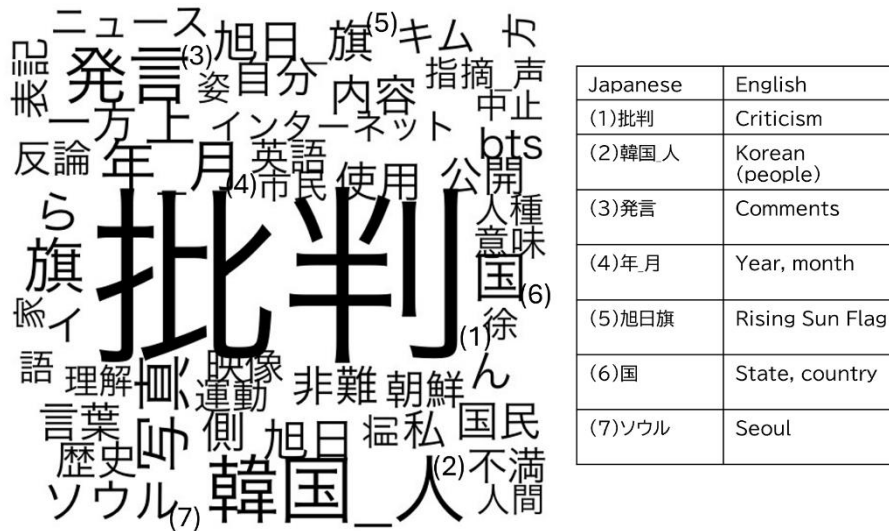 ニュース
(5)
キム
方
表記
発言
(3)
旭日_旗
姿
自分
内容
指摘_声
中止
一方
上
インターネット
bts
反論
年_月
英語
(4)
市民
使用
公開
人種
意味
ら
旗
批判
国
(6)
家
イ
(1)
徐
語
理解
写真
映像
運動
非難
朝鮮
ん
言葉
側
旭日
私
国民
歴史
韓国_人
(2)
不満
ソウル
(7)
人間
Japanese English
(1)批判 Criticism
(2)韓国_人 Korean
(people)
(3)発言 Comments
(4)年_月 Year, month
(5)旭日旗 Rising Sun Flag
(6)国 State, country
(7)ソウル Seoul